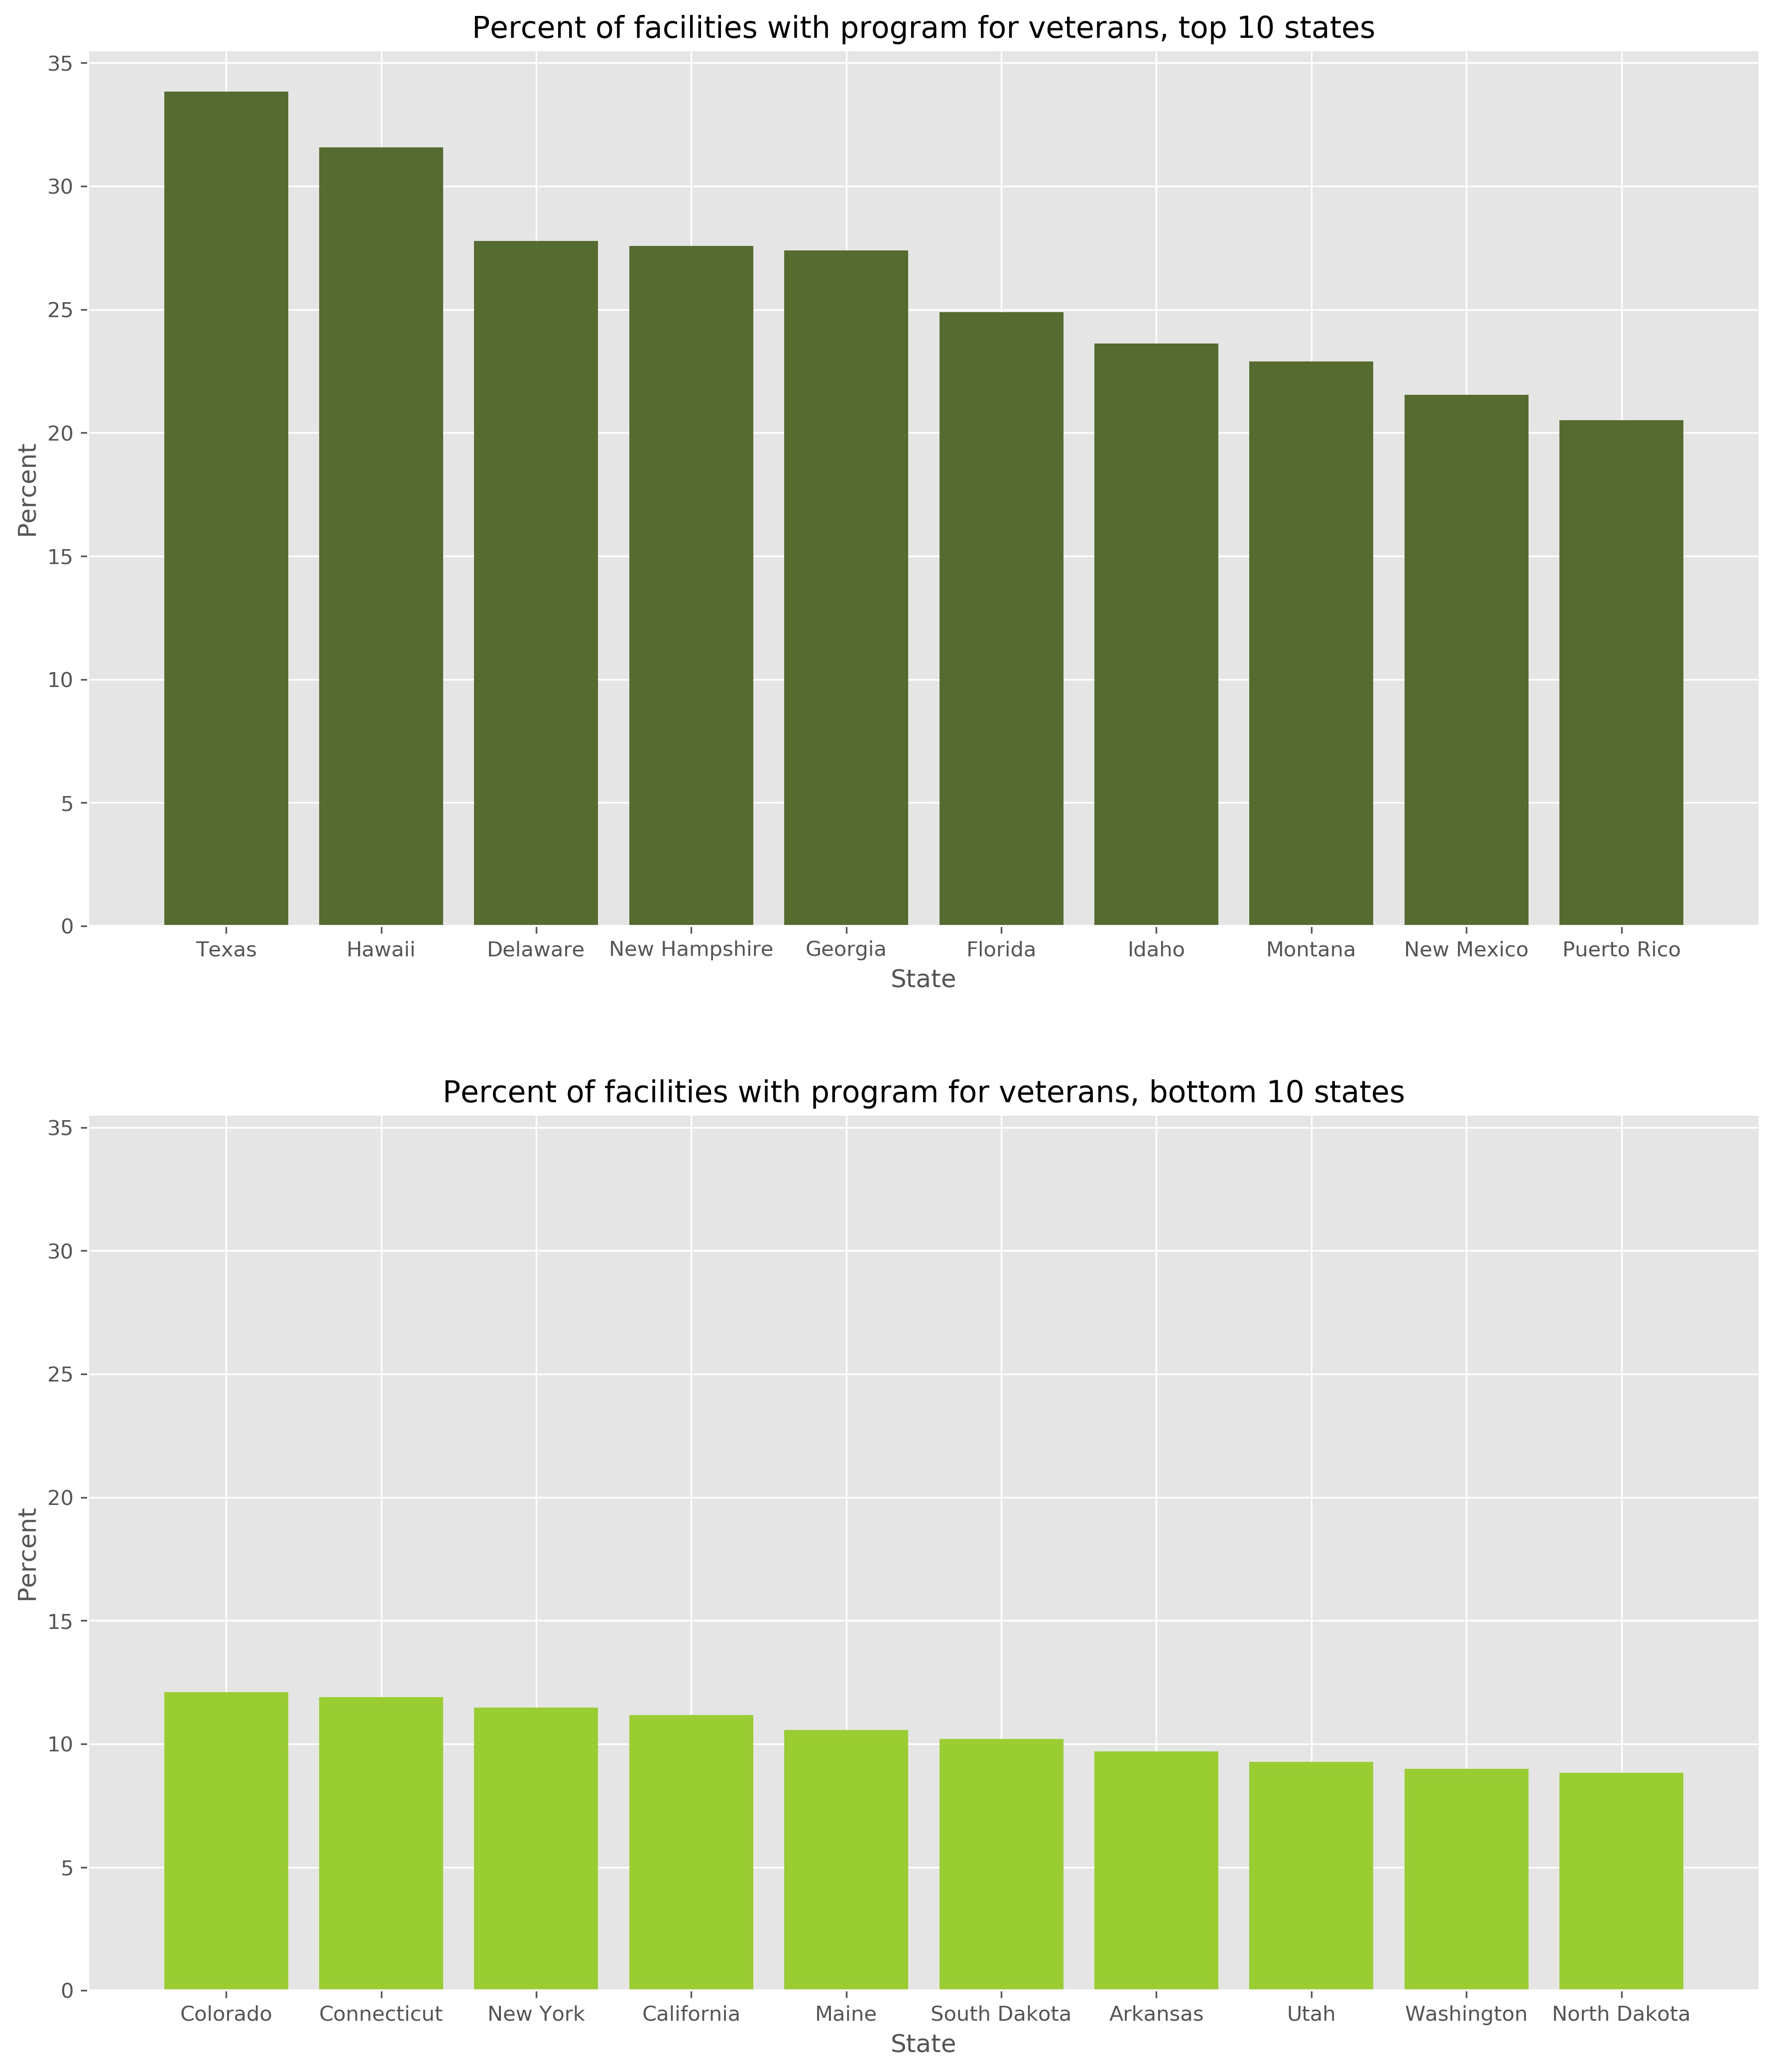 Percent of facilities with program for veterans, top 10 states
35
30
25
20
15
10
5
0
Percent
Texas Hawaii Delaware New Hampshire Georgia Florida Idaho Montana New Mexico Puerto Rico
State
Percent of facilities with program for veterans, bottom 10 states
35
30
25
20
15
10
5
0
Percent
Colorado Connecticut New York California Maine South Dakota Arkansas Utah Washington North Dakota
State